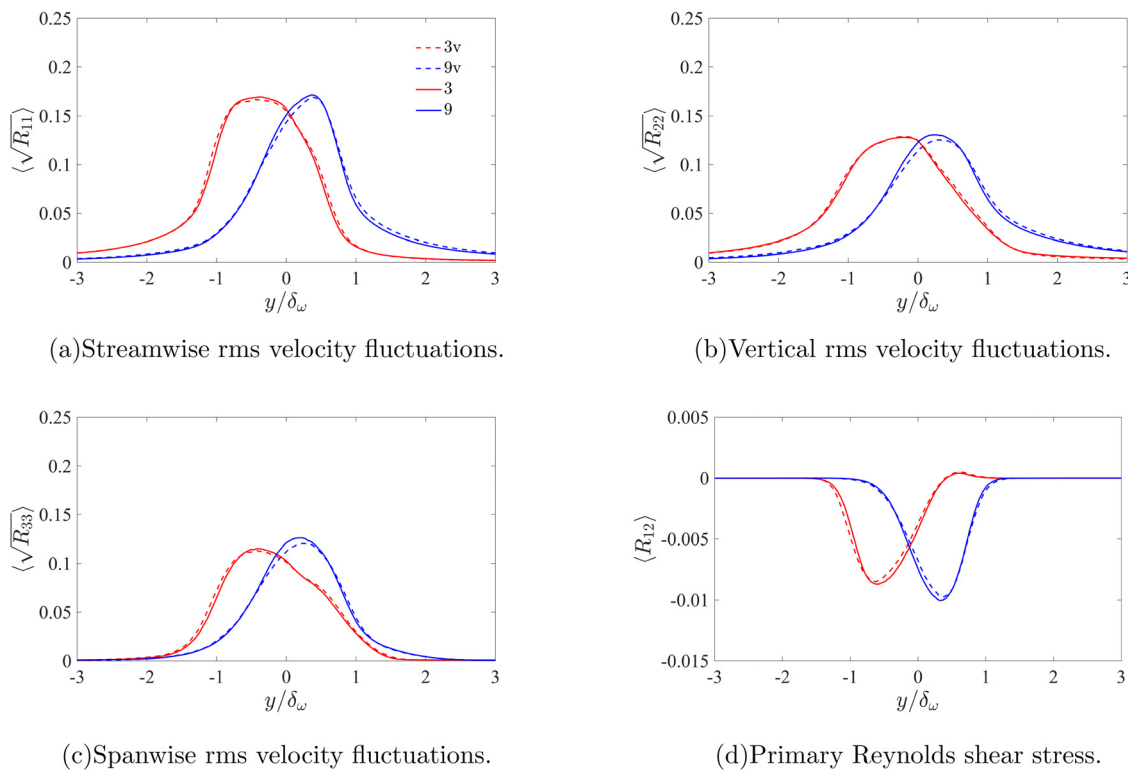 0.25
0.2
0.15
0.1
0.05
0
-3 -2 -1 0 1 2 3
⟨√R₁₁⟩
y/δ_ω
3v
9v
3
9
(a)Streamwise rms velocity fluctuations.
0.25
0.2
0.15
0.1
0.05
0
-3 -2 -1 0 1 2 3
⟨√R₂₂⟩
y/δ_ω
(b)Vertical rms velocity fluctuations.
0.25
0.2
0.15
0.1
0.05
0
-3 -2 -1 0 1 2 3
⟨√R₃₃⟩
y/δ_ω
(c)Spanwise rms velocity fluctuations.
0.005
0
-0.005
-0.01
-0.015
-3 -2 -1 0 1 2 3
⟨R₁₂⟩
y/δ_ω
(d)Primary Reynolds shear stress.